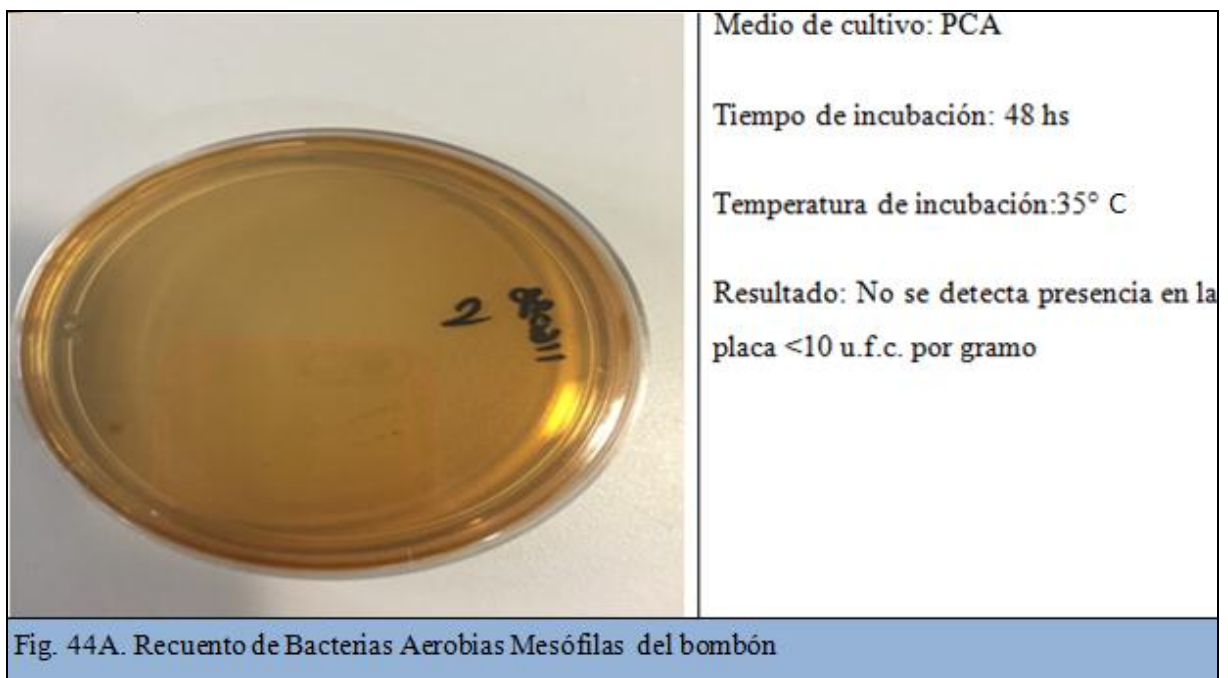 Medio de cultivo: PCA
Tiempo de incubación: 48 hs
Temperatura de incubación:35° C
Resultado: No se detecta presencia en la
placa <10 u.f.c. por gramo
2
Fig. 44A. Recuento de Bacterias Aerobias Mesófilas del bombón